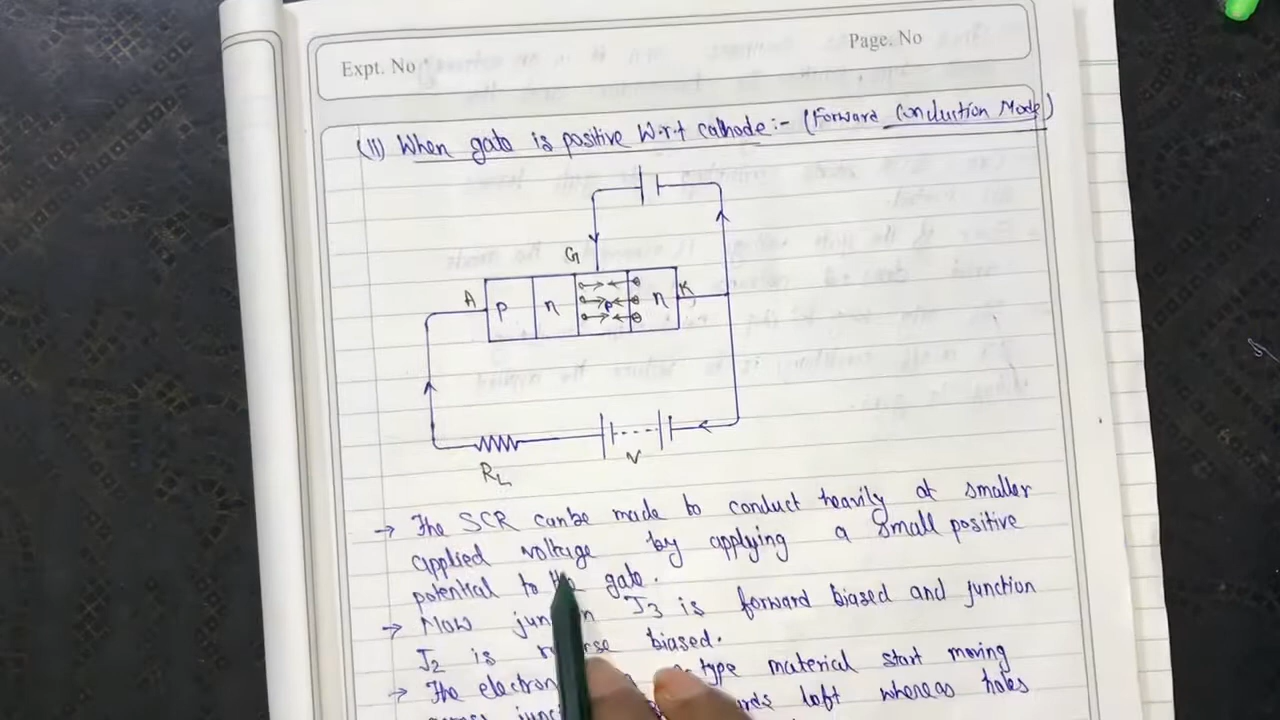 Expt. No
Page. No
(ii) When gate is positive w.r.t cathode:- (Forward Conduction Mode)
G
A
P
n
P
n
K
RL
V
→ The SCR can be made to conduct heavily at smaller
applied voltage by applying a small positive
potential to the gate.
→ Now junction J3 is forward biased and junction
J2 is reverse biased.
→ The electron type material start moving
left whereas holes